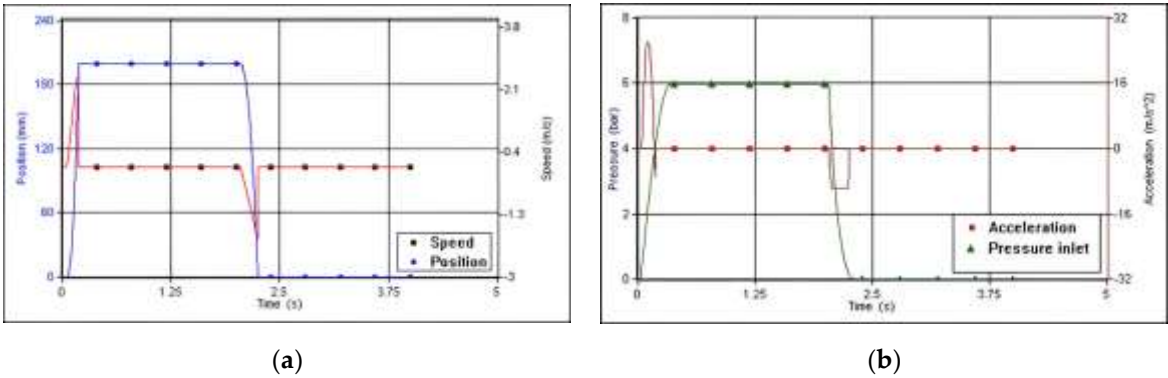 240
180
120
60
0
Position (mm)
3.8
2.1
0.4
-1.3
-3
Speed (m/s)
Speed
Position
0 1.25 2.5 3.75 5
Time (s)
(a)
8
6
4
2
0
Pressure (bar)
32
16
0
-16
-32
Acceleration (m/s^2)
Acceleration
Pressure inlet
0 1.25 2.5 3.75 5
Time (s)
(b)